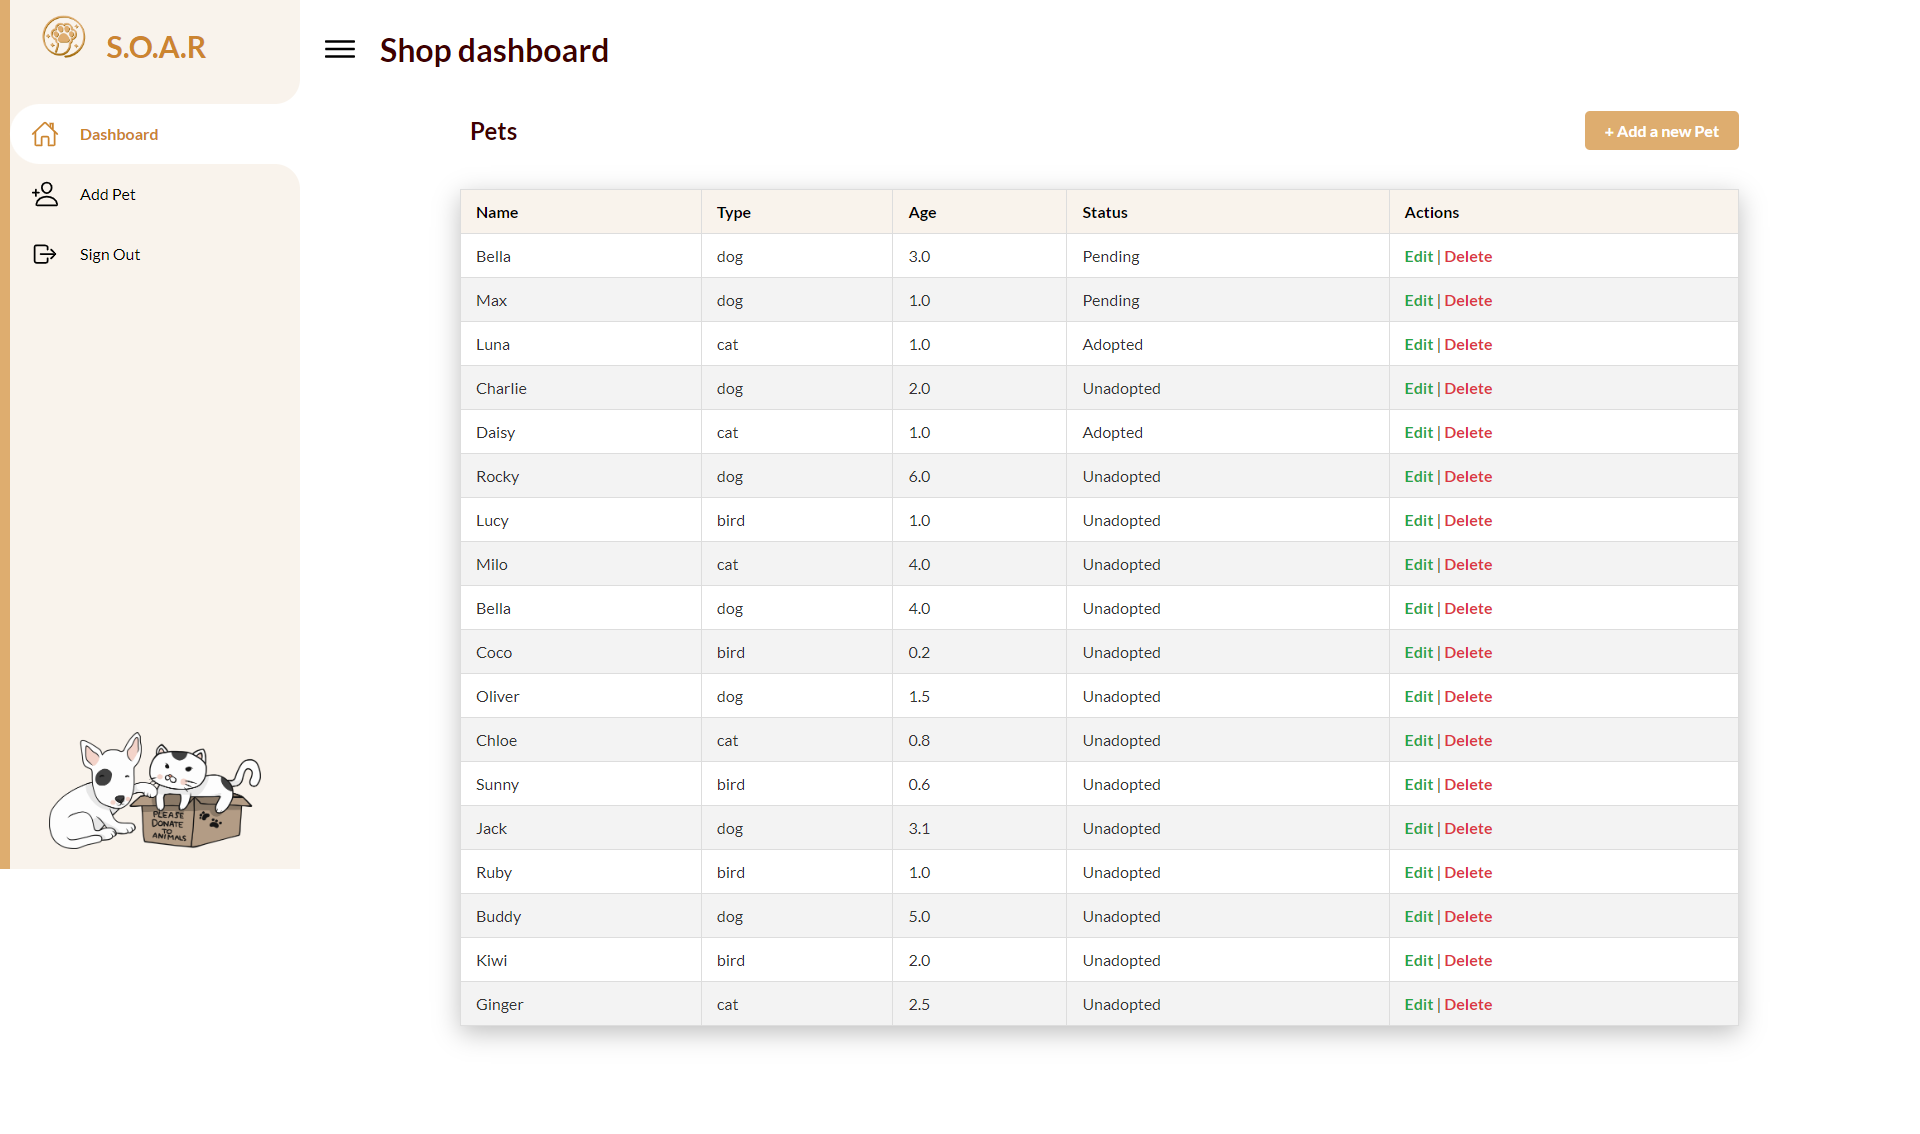 S.O.A.R
Dashboard
Add Pet
Sign Out
PLEASE
DONATE
TO
ANIMALS
Shop dashboard
Pets
+ Add a new Pet
Name Type Age Status Actions
Bella dog 3.0 Pending Edit | Delete
Max dog 1.0 Pending Edit | Delete
Luna cat 1.0 Adopted Edit | Delete
Charlie dog 2.0 Unadopted Edit | Delete
Daisy cat 1.0 Adopted Edit | Delete
Rocky dog 6.0 Unadopted Edit | Delete
Lucy bird 1.0 Unadopted Edit | Delete
Milo cat 4.0 Unadopted Edit | Delete
Bella dog 4.0 Unadopted Edit | Delete
Coco bird 0.2 Unadopted Edit | Delete
Oliver dog 1.5 Unadopted Edit | Delete
Chloe cat 0.8 Unadopted Edit | Delete
Sunny bird 0.6 Unadopted Edit | Delete
Jack dog 3.1 Unadopted Edit | Delete
Ruby bird 1.0 Unadopted Edit | Delete
Buddy dog 5.0 Unadopted Edit | Delete
Kiwi bird 2.0 Unadopted Edit | Delete
Ginger cat 2.5 Unadopted Edit | Delete